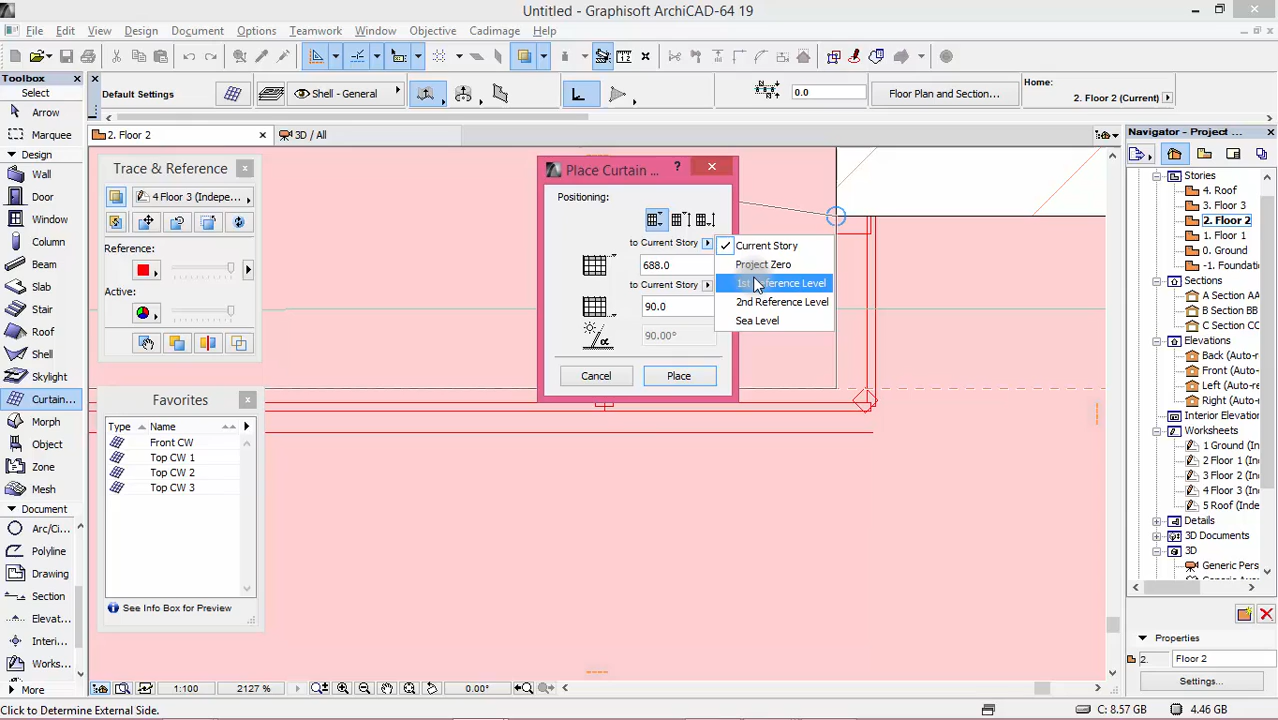 Untitled - Graphisoft ArchiCAD-64 19
File Edit View Design Document Options Teamwork Window Objective Cadimage Help
Toolbox
Select
Arrow
Marquee
Design
Wall
Door
Window
Column
Beam
Slab
Stair
Roof
Shell
Skylight
Curtain...
Morph
Object
Zone
Mesh
Document
Arc/Ci...
Polyline
Drawing
Section
Elevat...
Interi...
Works...
More
Default Settings
Shell - General
0.0
Floor Plan and Section...
Home:
2. Floor 2 (Current)
2. Floor 2
3D / All
Trace & Reference
4 Floor 3 (Indepe...
Reference:
Active:
Favorites
Type Name
Front CW
Top CW 1
Top CW 2
Top CW 3
See Info Box for Preview
Place Curtain ... ?
Positioning:
to Current Story
688.0
to Current Story
90.0
α
90.00°
Cancel Place
Current Story
Project Zero
1st Reference Level
2nd Reference Level
Sea Level
Navigator - Project ...
Stories
4. Roof
3. Floor 3
2. Floor 2
1. Floor 1
0. Ground
-1. Foundatio
Sections
A Section AA
B Section BB
C Section CC
Elevations
Back (Auto-r
Front (Auto-
Left (Auto-re
Right (Auto-
Interior Elevation
Worksheets
1 Ground (In
2 Floor 1 (In
3 Floor 2 (In
4 Floor 3 (In
5 Roof (Inde
Details
3D Documents
3D
Generic Pers
Properties
2. Floor 2
Settings...
1:100 2127 % 0.00°
Click to Determine External Side.
C: 8.57 GB 4.46 GB